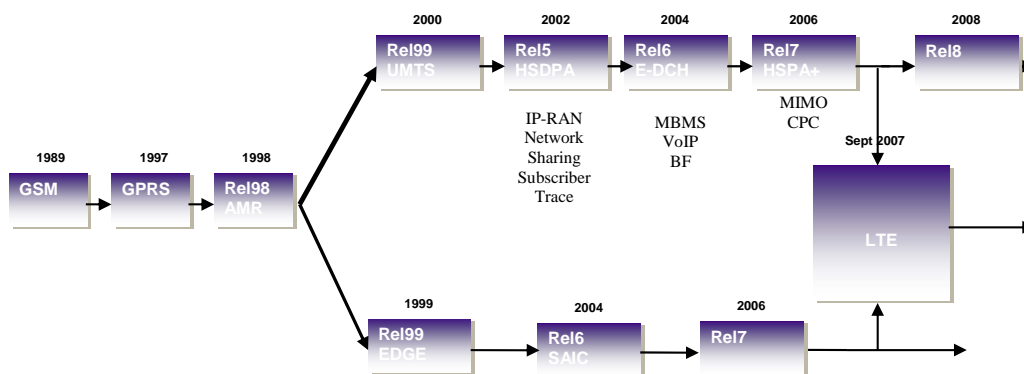 2000
2002
2004
2006
2008
Rel99
UMTS
Rel5
HSDPA
Rel6
E-DCH
Rel7
HSPA+
Rel8
IP-RAN
Network
Sharing
Subscriber
Trace
MBMS
VoIP
BF
MIMO
CPC
Sept 2007
1989
1997
1998
GSM
GPRS
Rel98
AMR
LTE
1999
2004
2006
Rel99
EDGE
Rel6
SAIC
Rel7